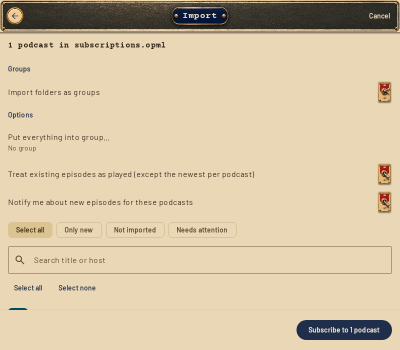 Import
Cancel
1 podcast in subscriptions.opml
Groups
Import folders as groups
Options
Put everything into group...
No group
Treat existing episodes as played (except the newest per podcast)
Notify me about new episodes for these podcasts
Select all Only new Not imported Needs attention
Search title or host
Select all Select none
Subscribe to 1 podcast